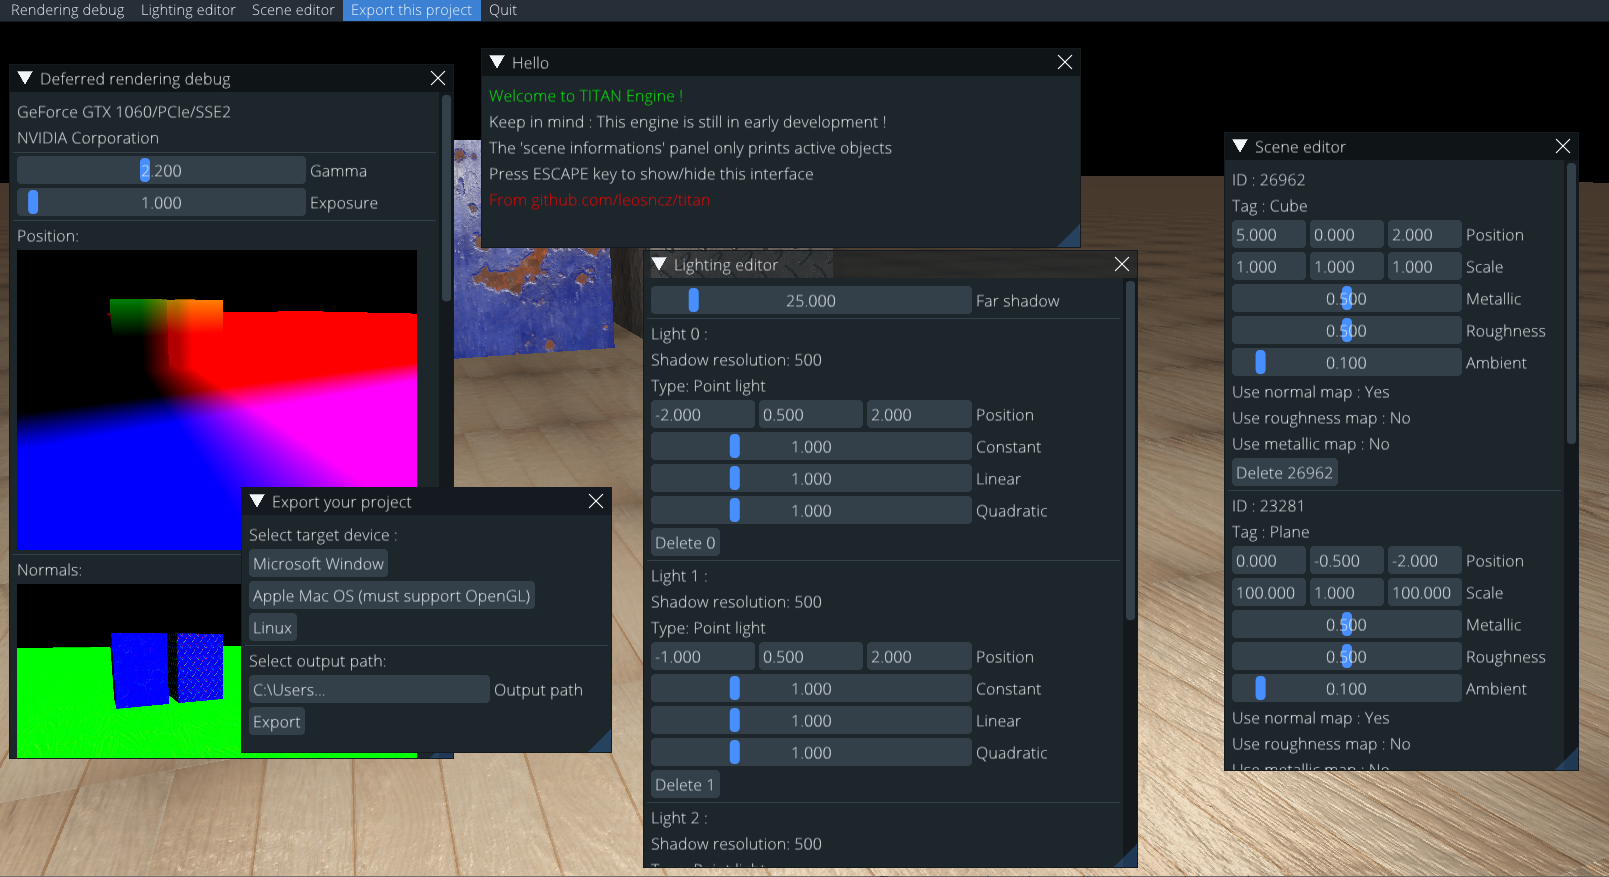 Rendering debug Lighting editor Scene editor Export this project Quit
Deferred rendering debug
GeForce GTX 1060/PCIe/SSE2
NVIDIA Corporation
2.200 Gamma
1.000 Exposure
Position:
Normals:
Hello
Welcome to TITAN Engine !
Keep in mind : This engine is still in early development !
The 'scene informations' panel only prints active objects
Press ESCAPE key to show/hide this interface
From github.com/leosncz/titan
Export your project
Select target device :
Microsoft Window
Apple Mac OS (must support OpenGL)
Linux
Select output path:
C:\Users... Output path
Export
Lighting editor
25.000 Far shadow
Light 0 :
Shadow resolution: 500
Type: Point light
-2.000 0.500 2.000 Position
1.000 Constant
1.000 Linear
1.000 Quadratic
Delete 0
Light 1 :
Shadow resolution: 500
Type: Point light
-1.000 0.500 2.000 Position
1.000 Constant
1.000 Linear
1.000 Quadratic
Delete 1
Light 2 :
Shadow resolution: 500
Type: Point light
Scene editor
ID : 26962
Tag : Cube
5.000 0.000 2.000 Position
1.000 1.000 1.000 Scale
0.500 Metallic
0.500 Roughness
0.100 Ambient
Use normal map : Yes
Use roughness map : No
Use metallic map : No
Delete 26962
ID : 23281
Tag : Plane
0.000 -0.500 -2.000 Position
100.000 1.000 100.000 Scale
0.500 Metallic
0.500 Roughness
0.100 Ambient
Use normal map : Yes
Use roughness map : No
Use metallic map : No